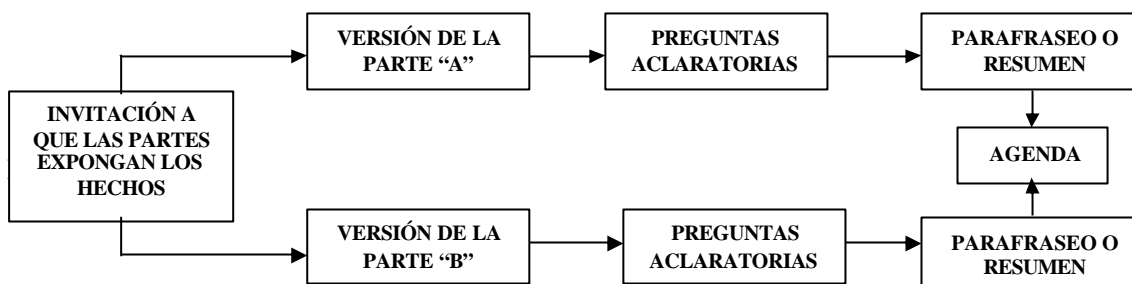 VERSIÓN DE LA
PARTE “A”
PREGUNTAS
ACLARATORIAS
PARAFRASEO O
RESUMEN
INVITACIÓN A
QUE LAS PARTES
EXPONGAN LOS
HECHOS
AGENDA
VERSIÓN DE LA
PARTE “B”
PREGUNTAS
ACLARATORIAS
PARAFRASEO O
RESUMEN